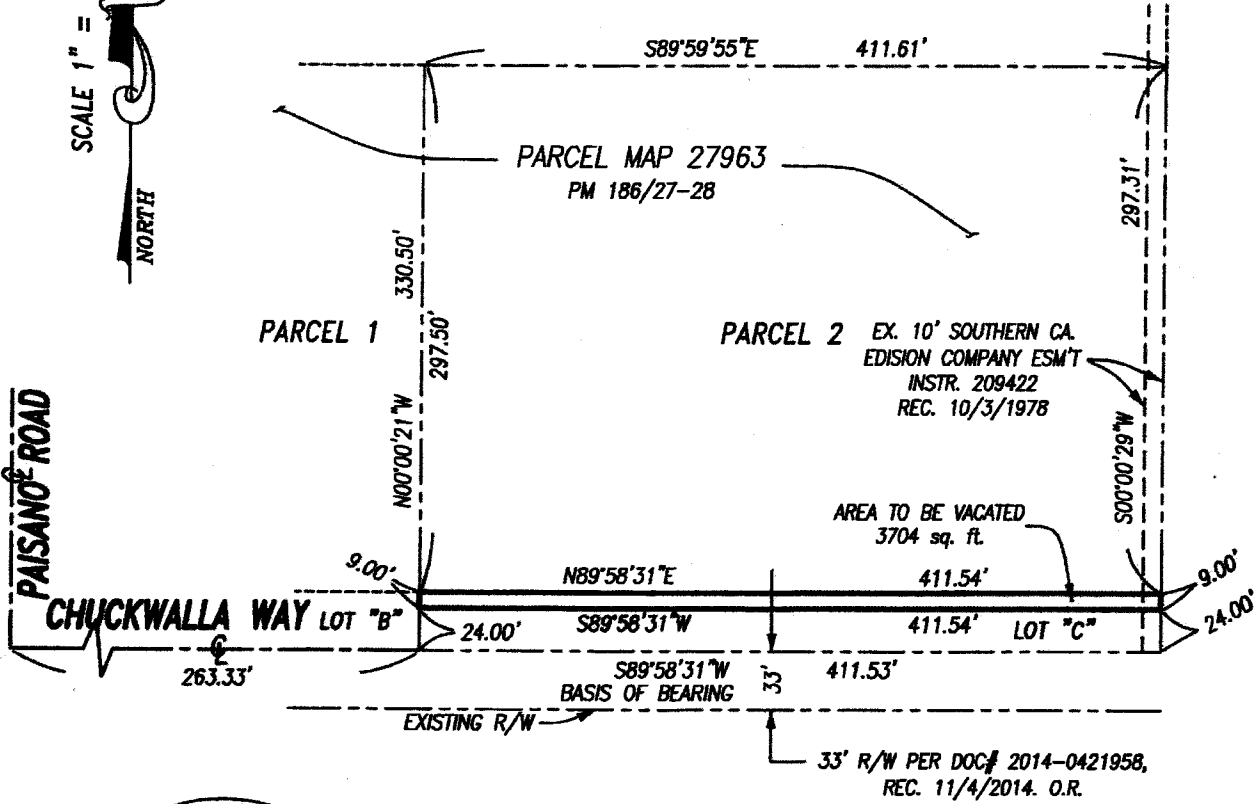 SCALE 1" =
NORTH
S89°59'55"E 411.61'
PARCEL MAP 27963
PM 186/27-28
297.31'
330.50'
297.50'
N00°00'21"W
PARCEL 1
PARCEL 2
EX. 10' SOUTHERN CA.
EDISION COMPANY ESM'T
INSTR. 209422
REC. 10/3/1978
S00°00'29"W
PAISANO ROAD
AREA TO BE VACATED
3704 sq. ft.
9.00'
N89°58'31"E 411.54'
9.00'
CHUCKWALLA WAY LOT "B"
24.00'
S89°58'31"W 411.54' LOT "C"
24.00'
263.33'
S89°58'31"W 411.53'
BASIS OF BEARING
33'
EXISTING R/W
33' R/W PER DOC# 2014-0421958,
REC. 11/4/2014. O.R.